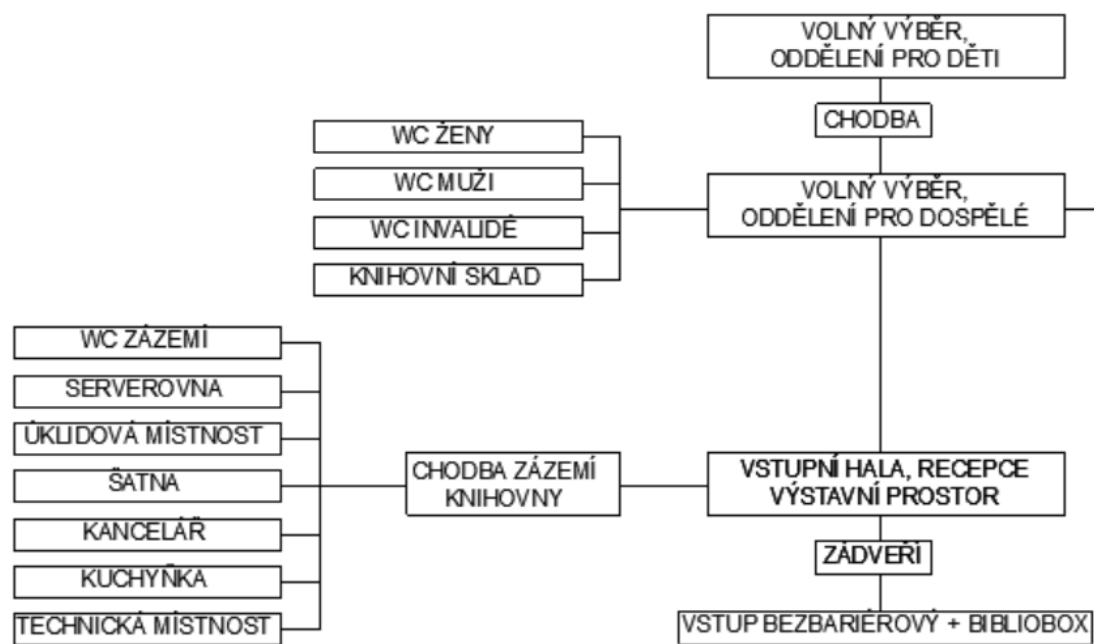 VOLNÝ VÝBĚR,
ODDĚLENÍ PRO DĚTI
CHODBA
WC ŽENY
WC MUŽI
WC INVALIDÉ
KNIHOVNÍ SKLAD
VOLNÝ VÝBĚR,
ODDĚLENÍ PRO DOSPĚLÉ
WC ZÁZEMÍ
SERVEROVNA
ÚKLIDOVÁ MÍSTNOST
ŠATNA
KANCELÁŘ
KUCHYŇKA
TECHNICKÁ MÍSTNOST
CHODBA ZÁZEMÍ
KNIHOVNY
VSTUPNÍ HALA, RECEPCE
VÝSTAVNÍ PROSTOR
ZÁDVEŘÍ
VSTUP BEZBARIÉROVÝ + BIBLIOBOX